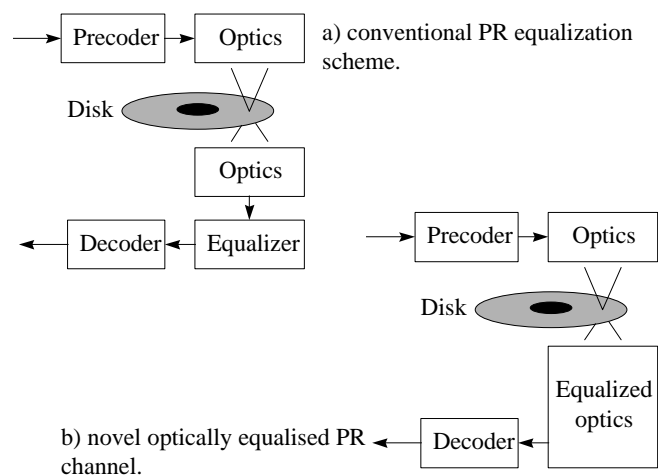 Precoder
Optics
a) conventional PR equalization
scheme.
Disk
Optics
Decoder
Equalizer
Precoder
Optics
Disk
Equalized
optics
b) novel optically equalised PR
channel.
Decoder